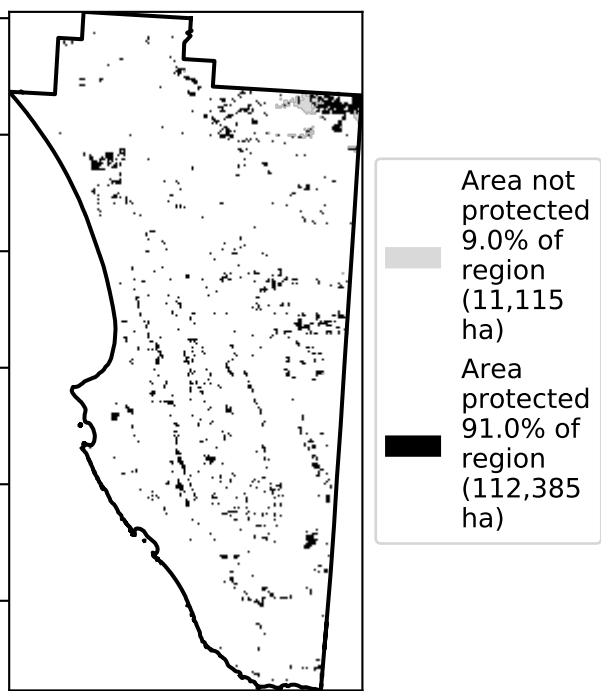 Area not
protected
9.0% of
region
(11,115
ha)
Area
protected
91.0% of
region
(112,385
ha)